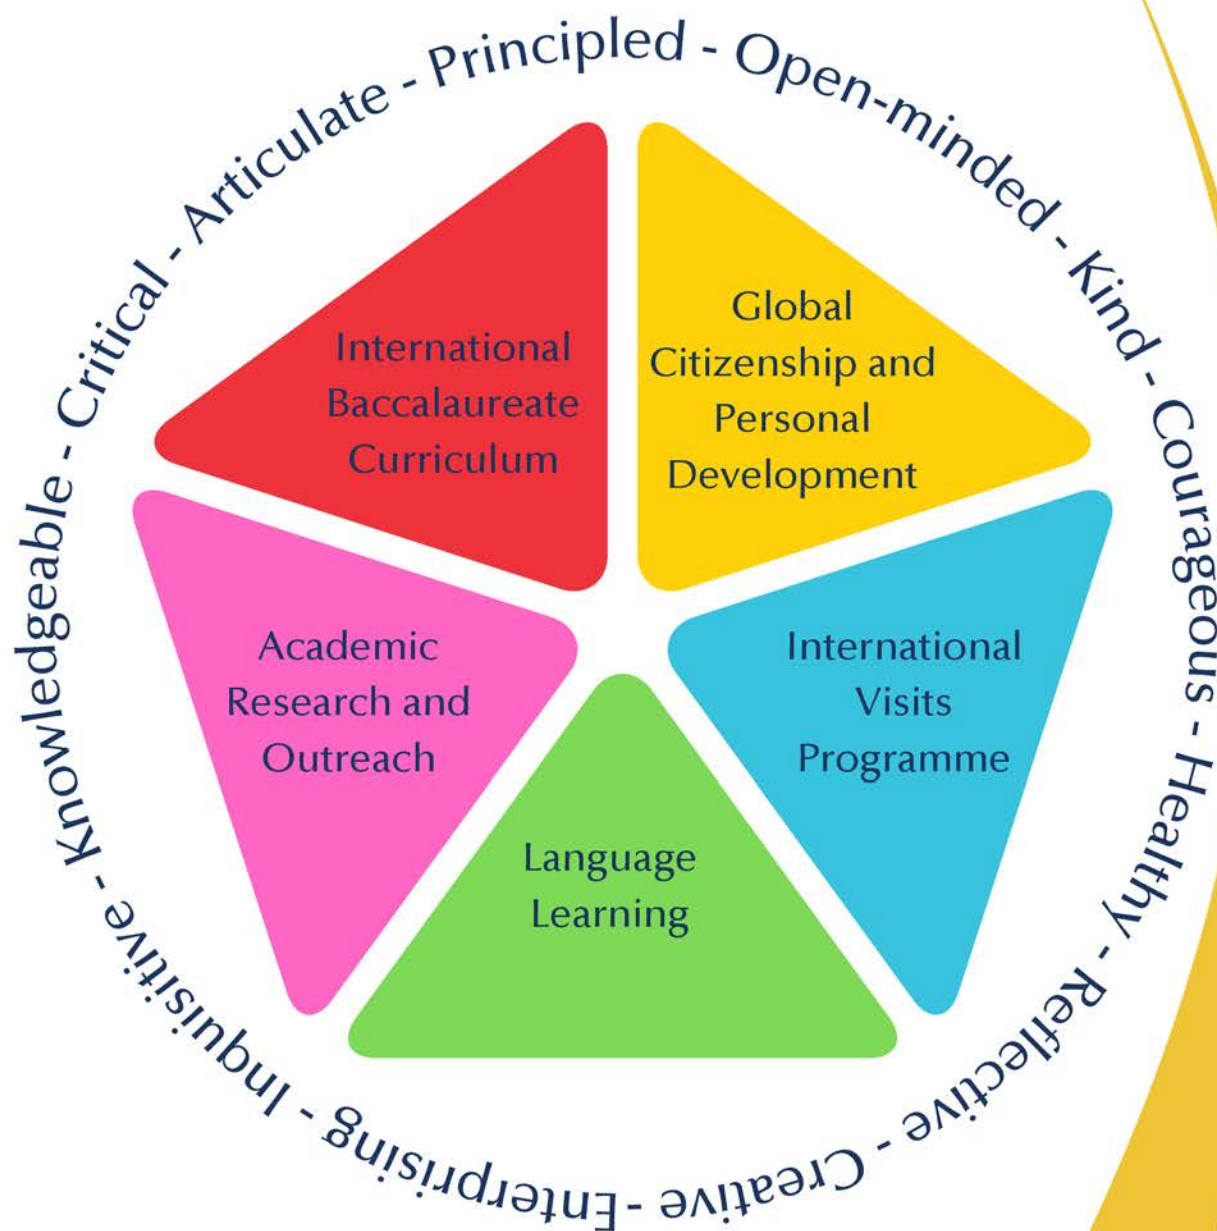 Principled - Open-minded - Kind - Courageous - Healthy - Reflective - Creative - Enterprising - Inquisitive - Knowledgeable - Critical - Articulate -
International
Baccalaureate
Curriculum
Global
Citizenship and
Personal
Development
Academic
Research and
Outreach
International
Visits
Programme
Language
Learning